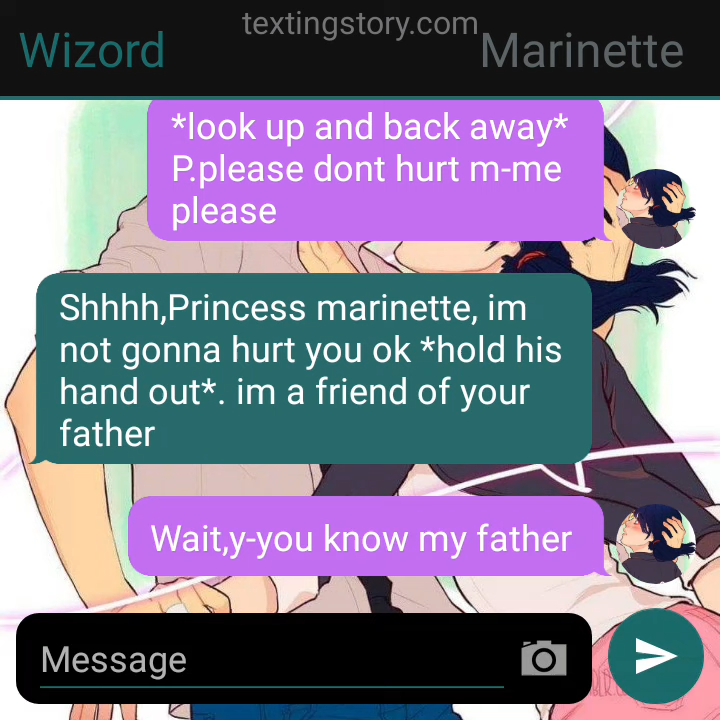 textingstory.com
Wizord
Marinette
*look up and back away*
P.please dont hurt m-me
please
Shhhh,Princess marinette, im
not gonna hurt you ok *hold his
hand out*. im a friend of your
father
Wait,y-you know my father
Message